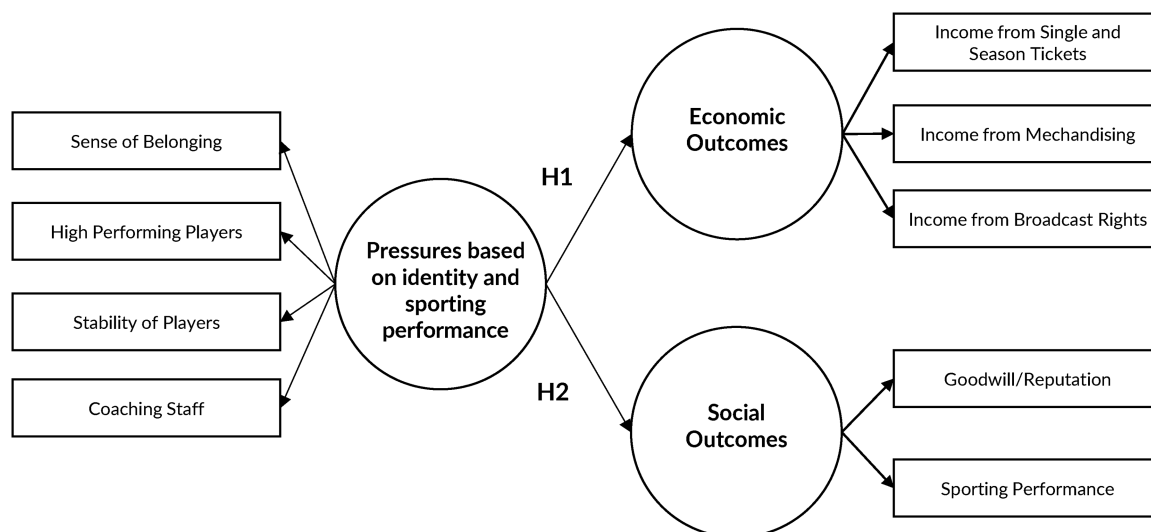 Sense of Belonging
High Performing Players
Stability of Players
Coaching Staff
Pressures based
on identity and
sporting
performance
H1
H2
Economic
Outcomes
Social
Outcomes
Income from Single and
Season Tickets
Income from Mechandising
Income from Broadcast Rights
Goodwill/Reputation
Sporting Performance